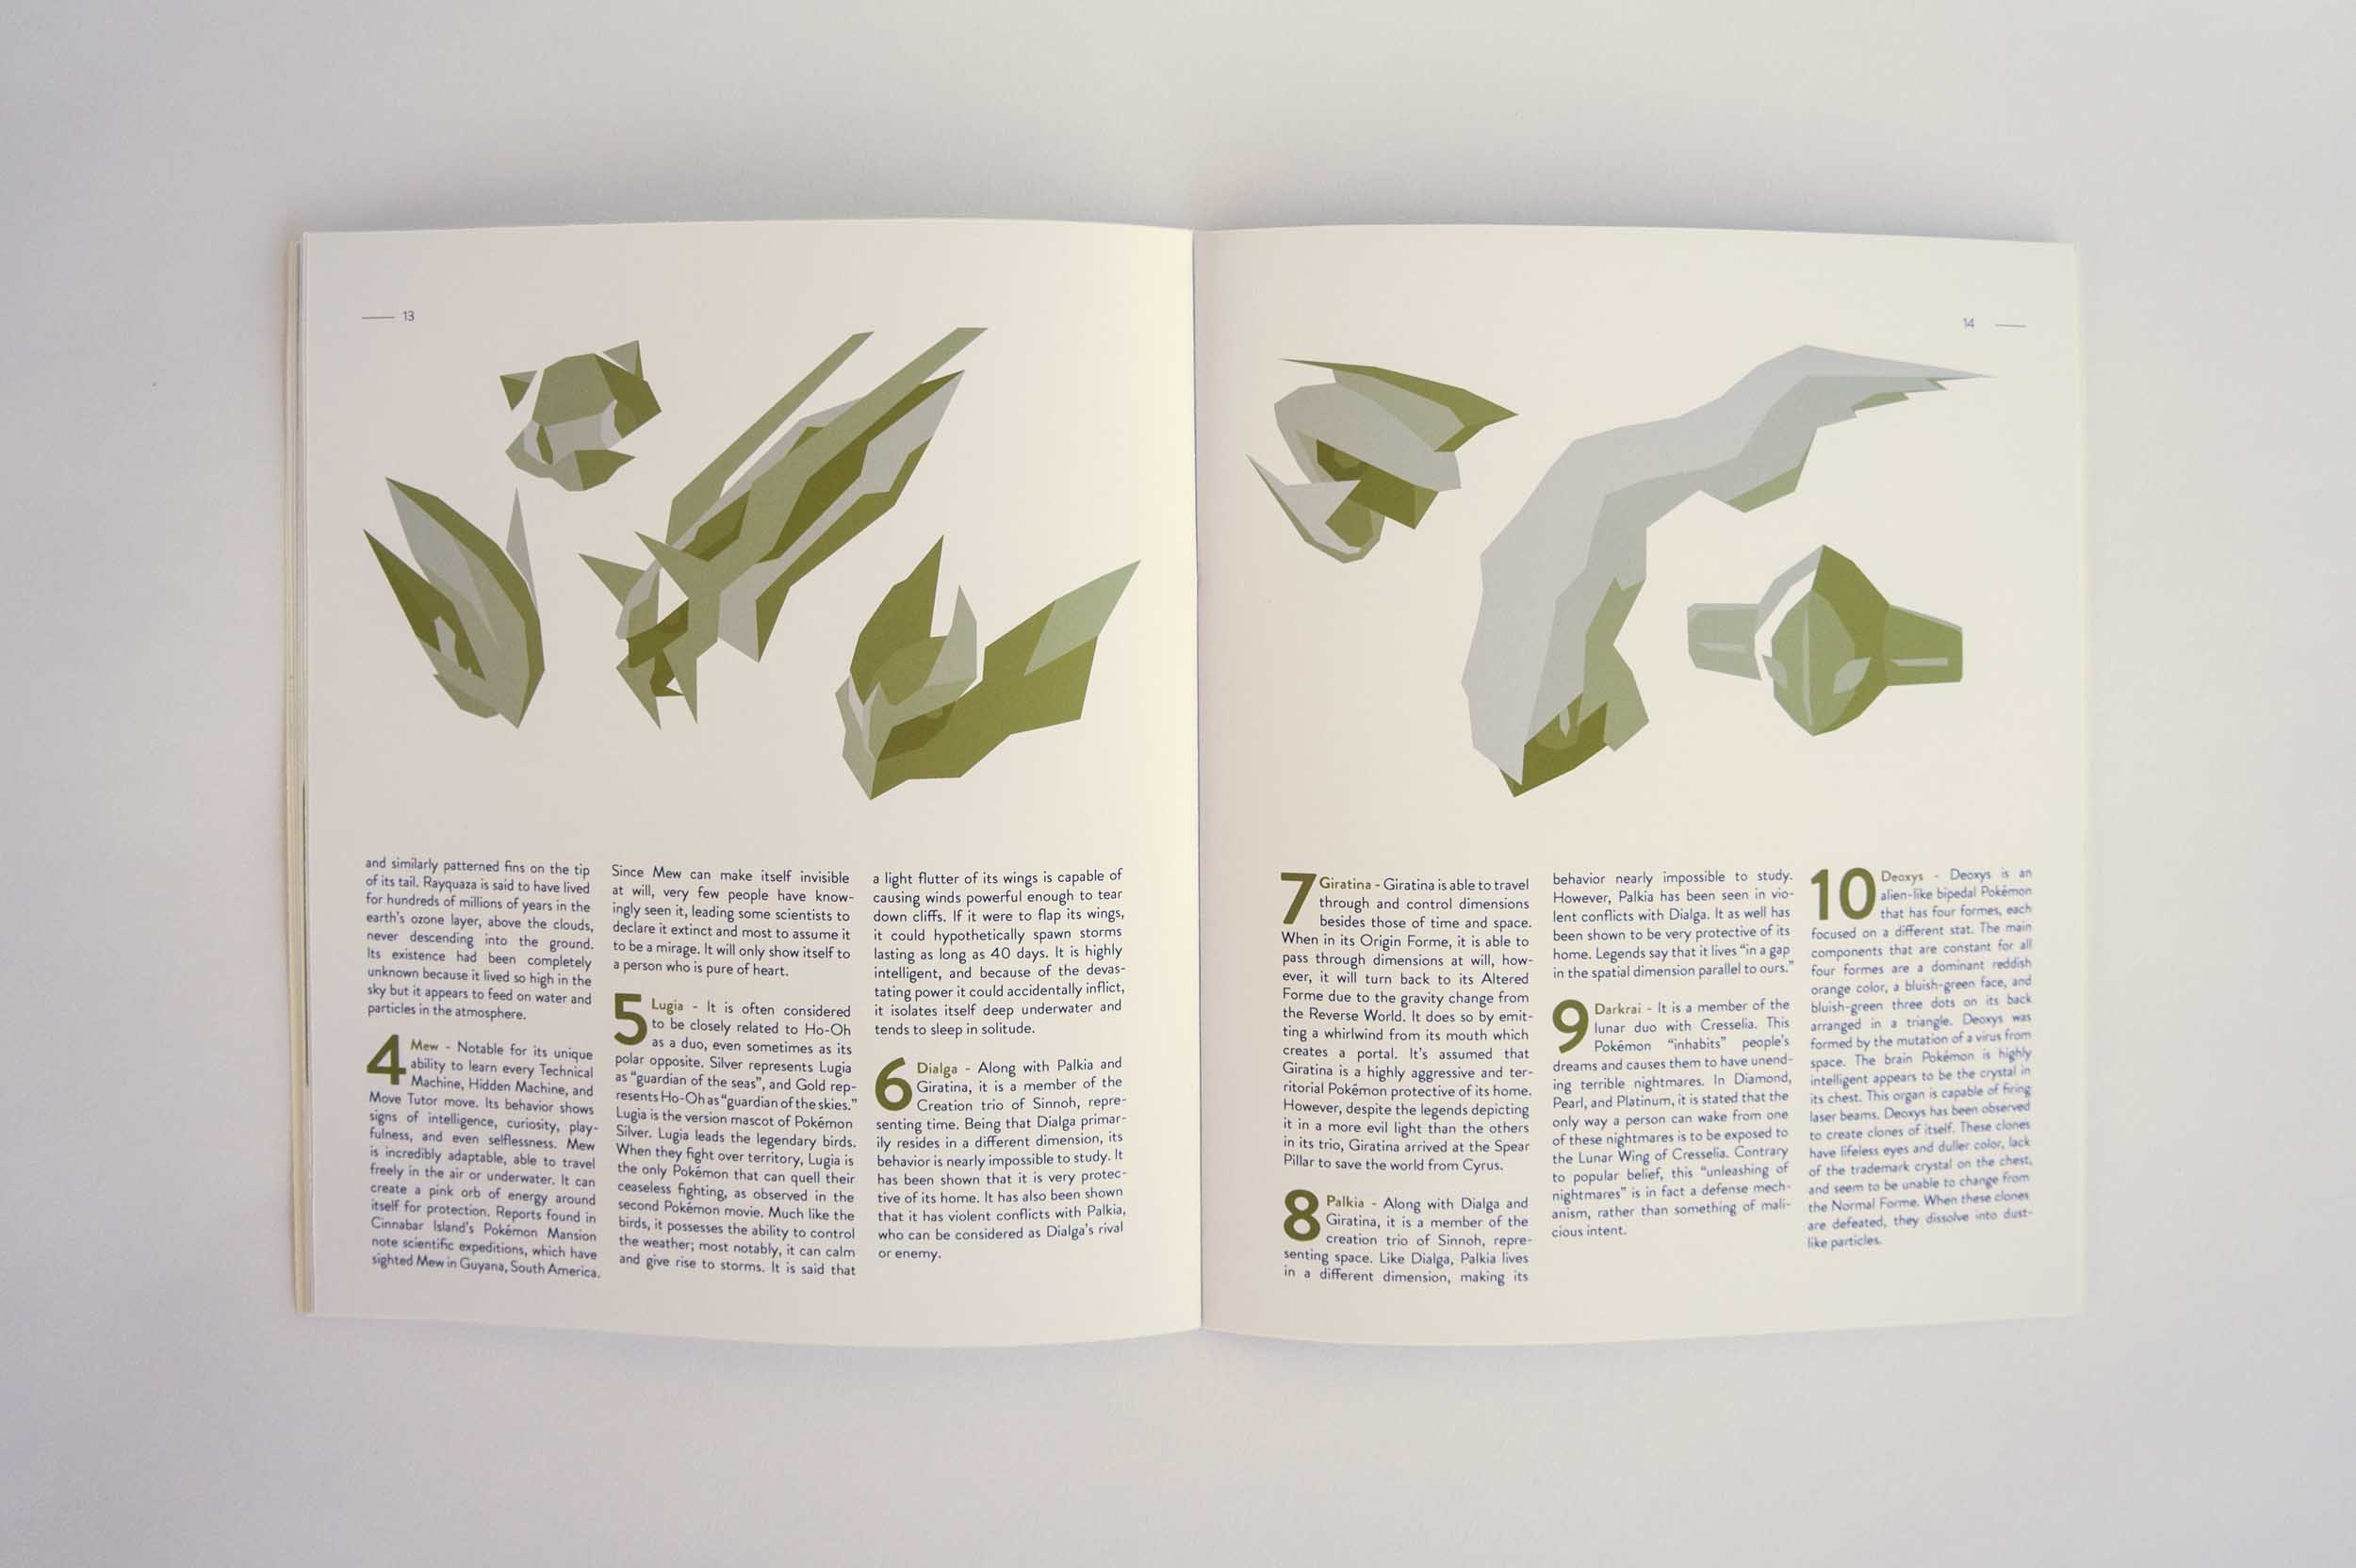 13
and similarly patterned fins on the tip
of its tail. Rayquaza is said to have lived
for hundreds of millions of years in the
earth's ozone layer, above the clouds,
never descending into the ground.
Its existence had been completely
unknown because it lived so high in the
sky but it appears to feed on water and
particles in the atmosphere.
4 Mew - Notable for its unique
ability to learn every Technical
Machine, Hidden Machine, and
Move Tutor move. Its behavior shows
signs of intelligence, curiosity, play-
fulness, and even selflessness. Mew
is incredibly adaptable, able to travel
freely in the air or underwater. It can
create a pink orb of energy around
itself for protection. Reports found in
Cinnabar Island's Pokémon Mansion
note scientific expeditions, which have
sighted Mew in Guyana, South America.
Since Mew can make itself invisible
at will, very few people have know-
ingly seen it, leading some scientists to
declare it extinct and most to assume it
to be a mirage. It will only show itself to
a person who is pure of heart.
5 Lugia - It is often considered
to be closely related to Ho-Oh
as a duo, even sometimes as its
polar opposite. Silver represents Lugia
as "guardian of the seas", and Gold rep-
resents Ho-Oh as "guardian of the skies."
Lugia is the version mascot of Pokémon
Silver. Lugia leads the legendary birds.
When they fight over territory, Lugia is
the only Pokémon that can quell their
ceaseless fighting, as observed in the
second Pokémon movie. Much like the
birds, it possesses the ability to control
the weather; most notably, it can calm
and give rise to storms. It is said that
a light flutter of its wings is capable of
causing winds powerful enough to tear
down cliffs. If it were to flap its wings,
it could hypothetically spawn storms
lasting as long as 40 days. It is highly
intelligent, and because of the devas-
tating power it could accidentally inflict,
it isolates itself deep underwater and
tends to sleep in solitude.
6 Dialga - Along with Palkia and
Giratina, it is a member of the
Creation trio of Sinnoh, repre-
senting time. Being that Dialga primar-
ily resides in a different dimension, its
behavior is nearly impossible to study. It
has been shown that it is very protec-
tive of its home. It has also been shown
that it has violent conflicts with Palkia,
who can be considered as Dialga's rival
or enemy.
14
7 Giratina - Giratina is able to travel
through and control dimensions
besides those of time and space.
When in its Origin Forme, it is able to
pass through dimensions at will, how-
ever, it will turn back to its Altered
Forme due to the gravity change from
the Reverse World. It does so by emit-
ting a whirlwind from its mouth which
creates a portal. It's assumed that
Giratina is a highly aggressive and ter-
ritorial Pokémon protective of its home.
However, despite the legends depicting
it in a more evil light than the others
in its trio, Giratina arrived at the Spear
Pillar to save the world from Cyrus.
8 Palkia - Along with Dialga and
Giratina, it is a member of the
creation trio of Sinnoh, repre-
senting space. Like Dialga, Palkia lives
in a different dimension, making its
behavior nearly impossible to study.
However, Palkia has been seen in vio-
lent conflicts with Dialga. It as well has
been shown to be very protective of its
home. Legends say that it lives "in a gap
in the spatial dimension parallel to ours."
9 Darkrai - It is a member of the
lunar duo with Cresselia. This
Pokémon "inhabits" people's
dreams and causes them to have unend-
ing terrible nightmares. In Diamond,
Pearl, and Platinum, it is stated that the
only way a person can wake from one
of these nightmares is to be exposed to
the Lunar Wing of Cresselia. Contrary
to popular belief, this "unleashing of
nightmares" is in fact a defense mech-
anism, rather than something of mali-
cious intent.
10 Deoxys - Deoxys is an
alien-like bipedal Pokémon
that has four formes, each
focused on a different stat. The main
components that are constant for all
four formes are a dominant reddish
orange color, a bluish-green face, and
bluish-green three dots on its back
arranged in a triangle. Deoxys was
formed by the mutation of a virus from
space. The brain Pokémon is highly
intelligent appears to be the crystal in
its chest. This organ is capable of firing
laser beams. Deoxys has been observed
to create clones of itself. These clones
have lifeless eyes and duller color, lack
of the trademark crystal on the chest,
and seem to be unable to change from
the Normal Forme. When these clones
are defeated, they dissolve into dust-
like particles.